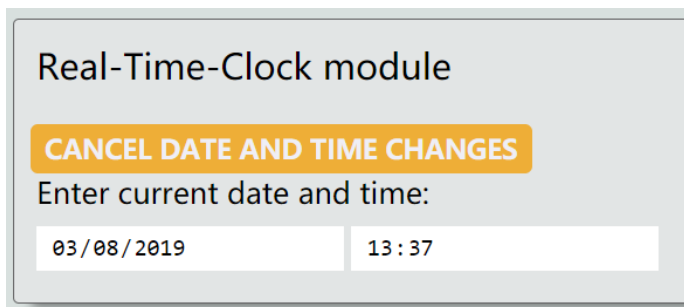 Real-Time-Clock module
CANCEL DATE AND TIME CHANGES
Enter current date and time:
03/08/2019 13:37